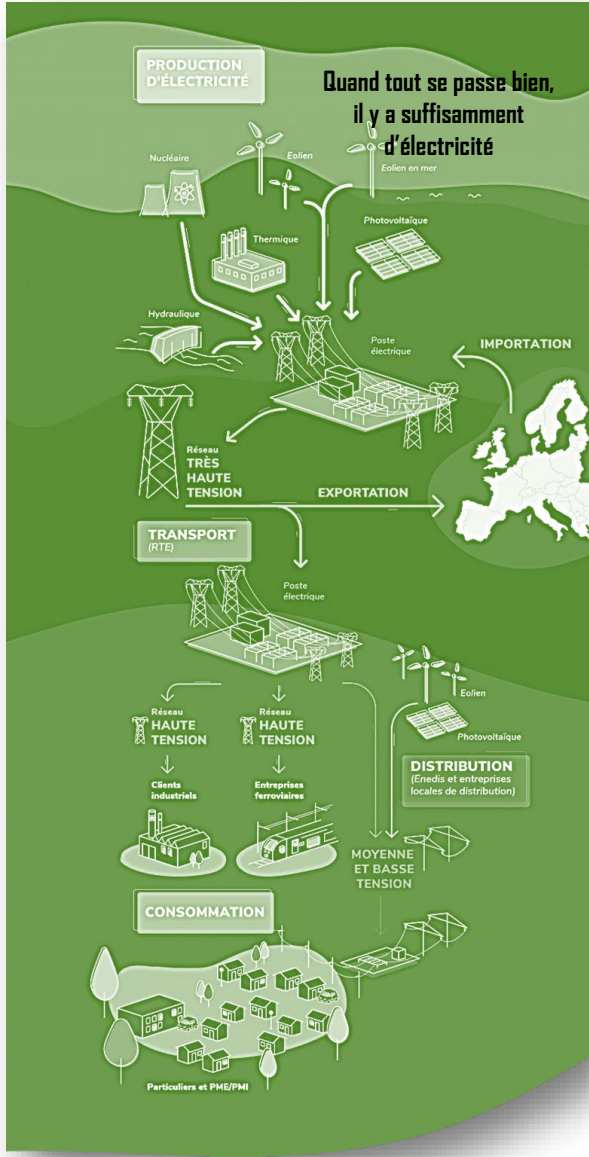 PRODUCTION
D'ÉLECTRICITÉ
Quand tout se passe bien,
il y a suffisamment
d'électricité
Nucléaire
Eolien
Eolien en mer
Thermique
Photovoltaïque
Hydraulique
Poste
électrique
IMPORTATION
Réseau
TRÈS
HAUTE
TENSION
EXPORTATION
TRANSPORT
(RTE)
Poste
électrique
Eolien
Photovoltaïque
Réseau
HAUTE
TENSION
Réseau
HAUTE
TENSION
DISTRIBUTION
(Enedis et entreprises
locales de distribution)
Clients
industriels
Entreprises
ferroviaires
MOYENNE
ET BASSE
TENSION
CONSOMMATION
Particuliers et PME/PMI